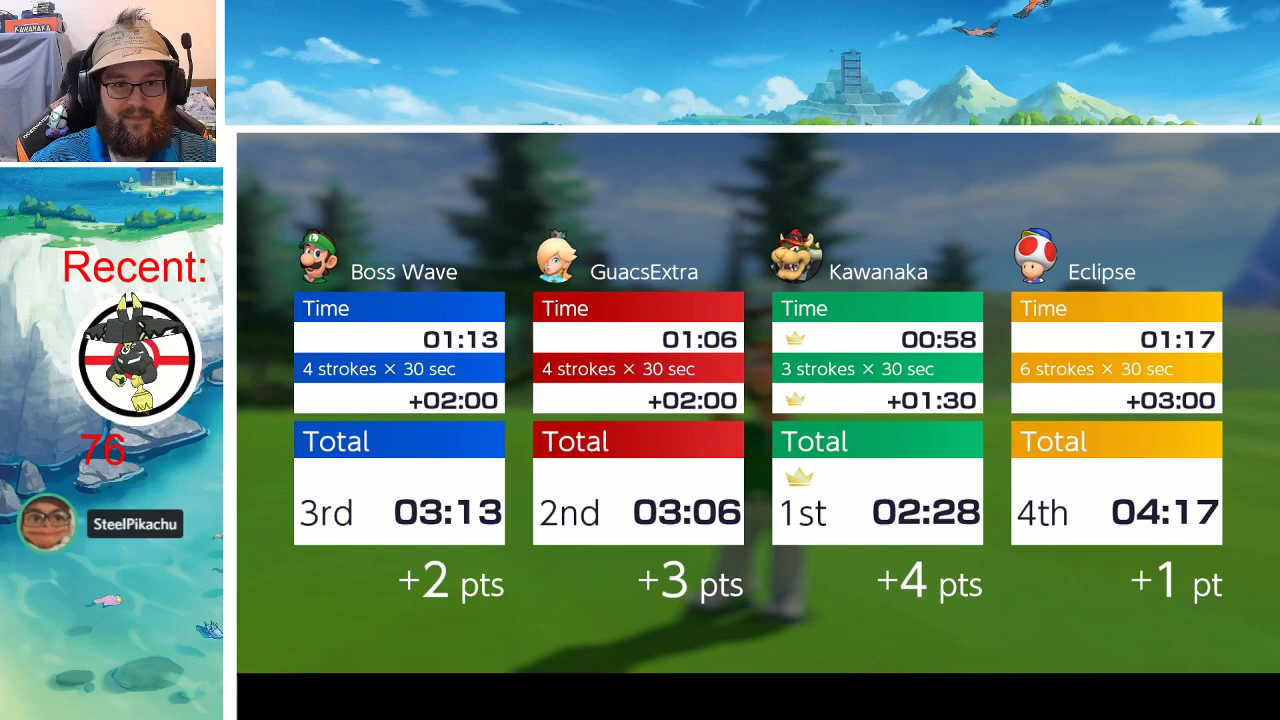 KAWANAKA
Recent:
76
SteelPikachu
Boss Wave
Time
01:13
4 strokes × 30 sec
+02:00
Total
3rd 03:13
+2 pts
GuacsExtra
Time
01:06
4 strokes × 30 sec
+02:00
Total
2nd 03:06
+3 pts
Kawanaka
Time
00:58
3 strokes × 30 sec
+01:30
Total
1st 02:28
+4 pts
Eclipse
Time
01:17
6 strokes × 30 sec
+03:00
Total
4th 04:17
+1 pt